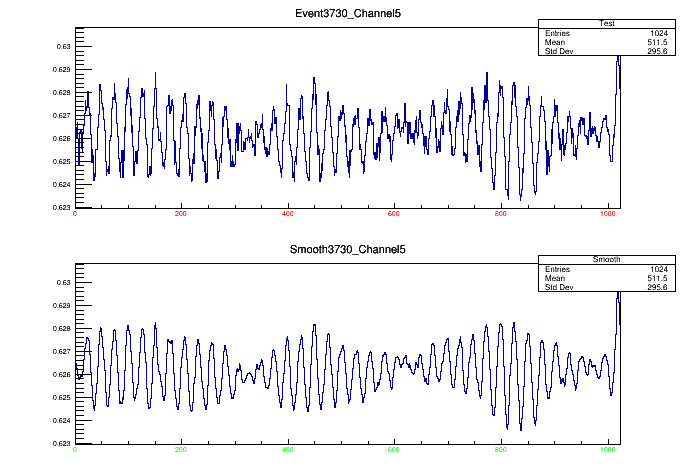 Event3730_Channel5
Test
Entries 1024
Mean 511.5
Std Dev 295.6
0.63
0.629
0.628
0.627
0.626
0.625
0.624
0.623
0 200 400 600 800 1000
Smooth3730_Channel5
Smooth
Entries 1024
Mean 511.5
Std Dev 295.6
0.63
0.629
0.628
0.627
0.626
0.625
0.624
0.623
0 200 400 600 800 1000